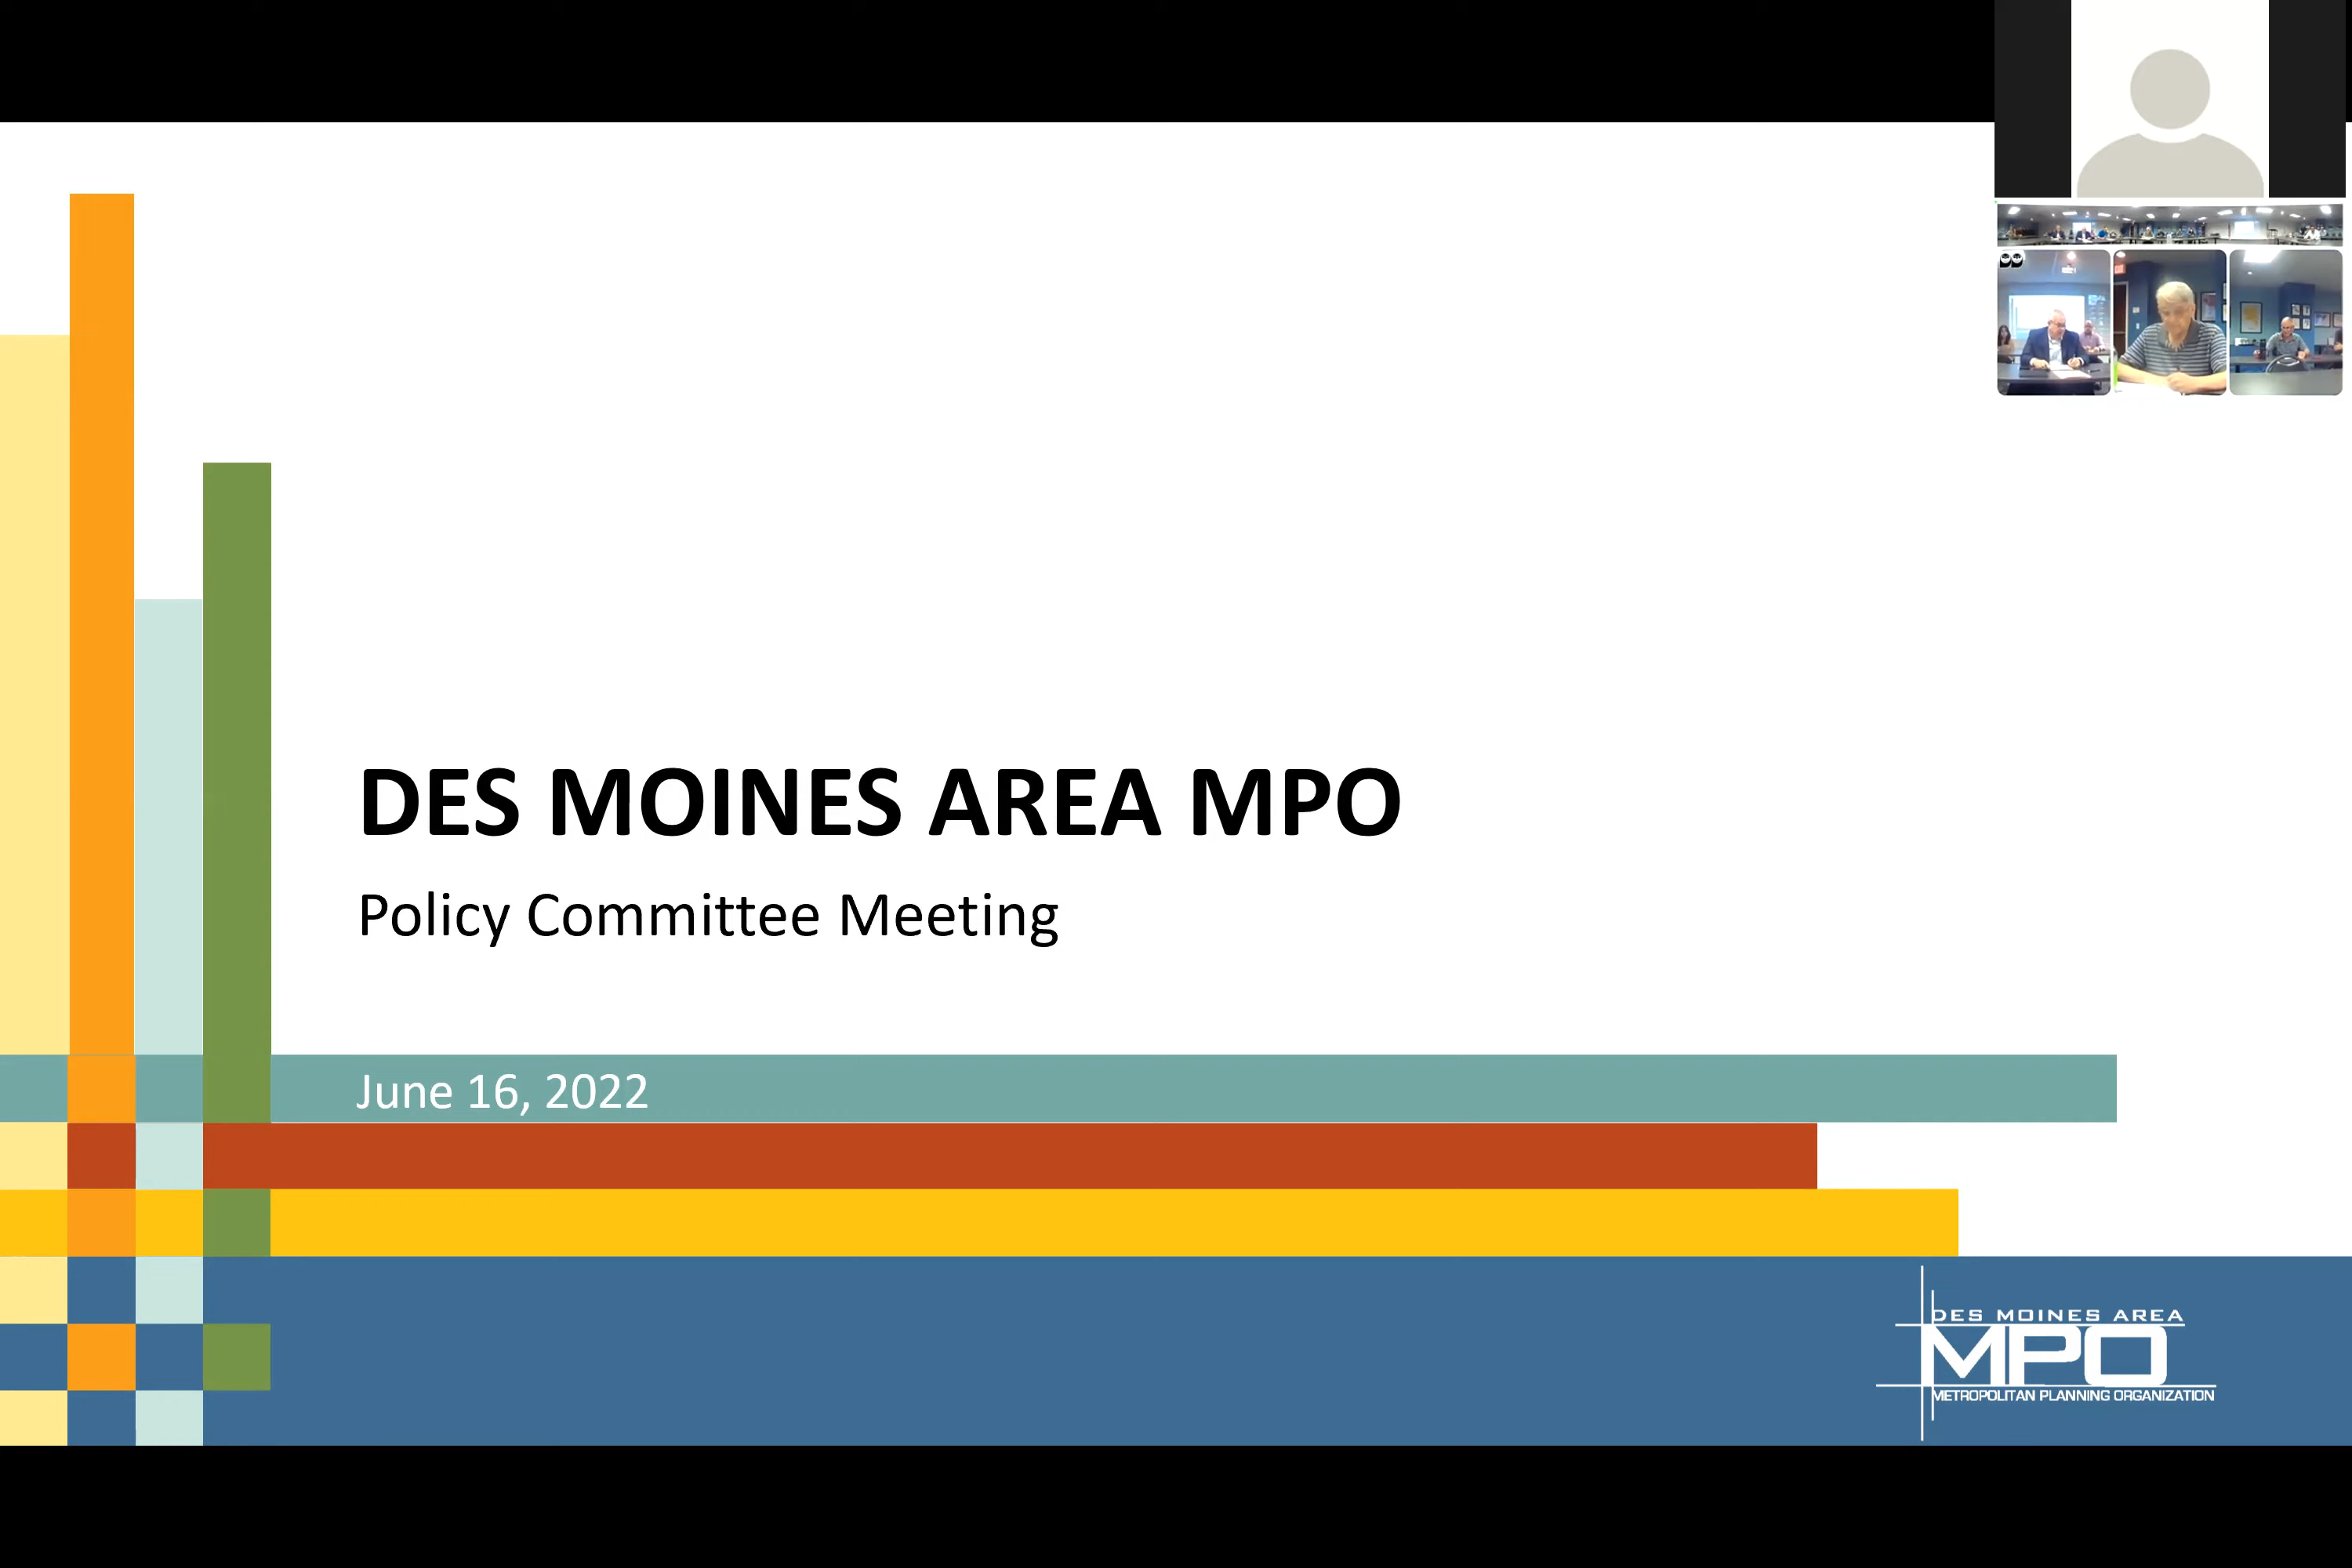 DES MOINES AREA MPO
Policy Committee Meeting
June 16, 2022
DES MOINES AREA
MPO
METROPOLITAN PLANNING ORGANIZATION